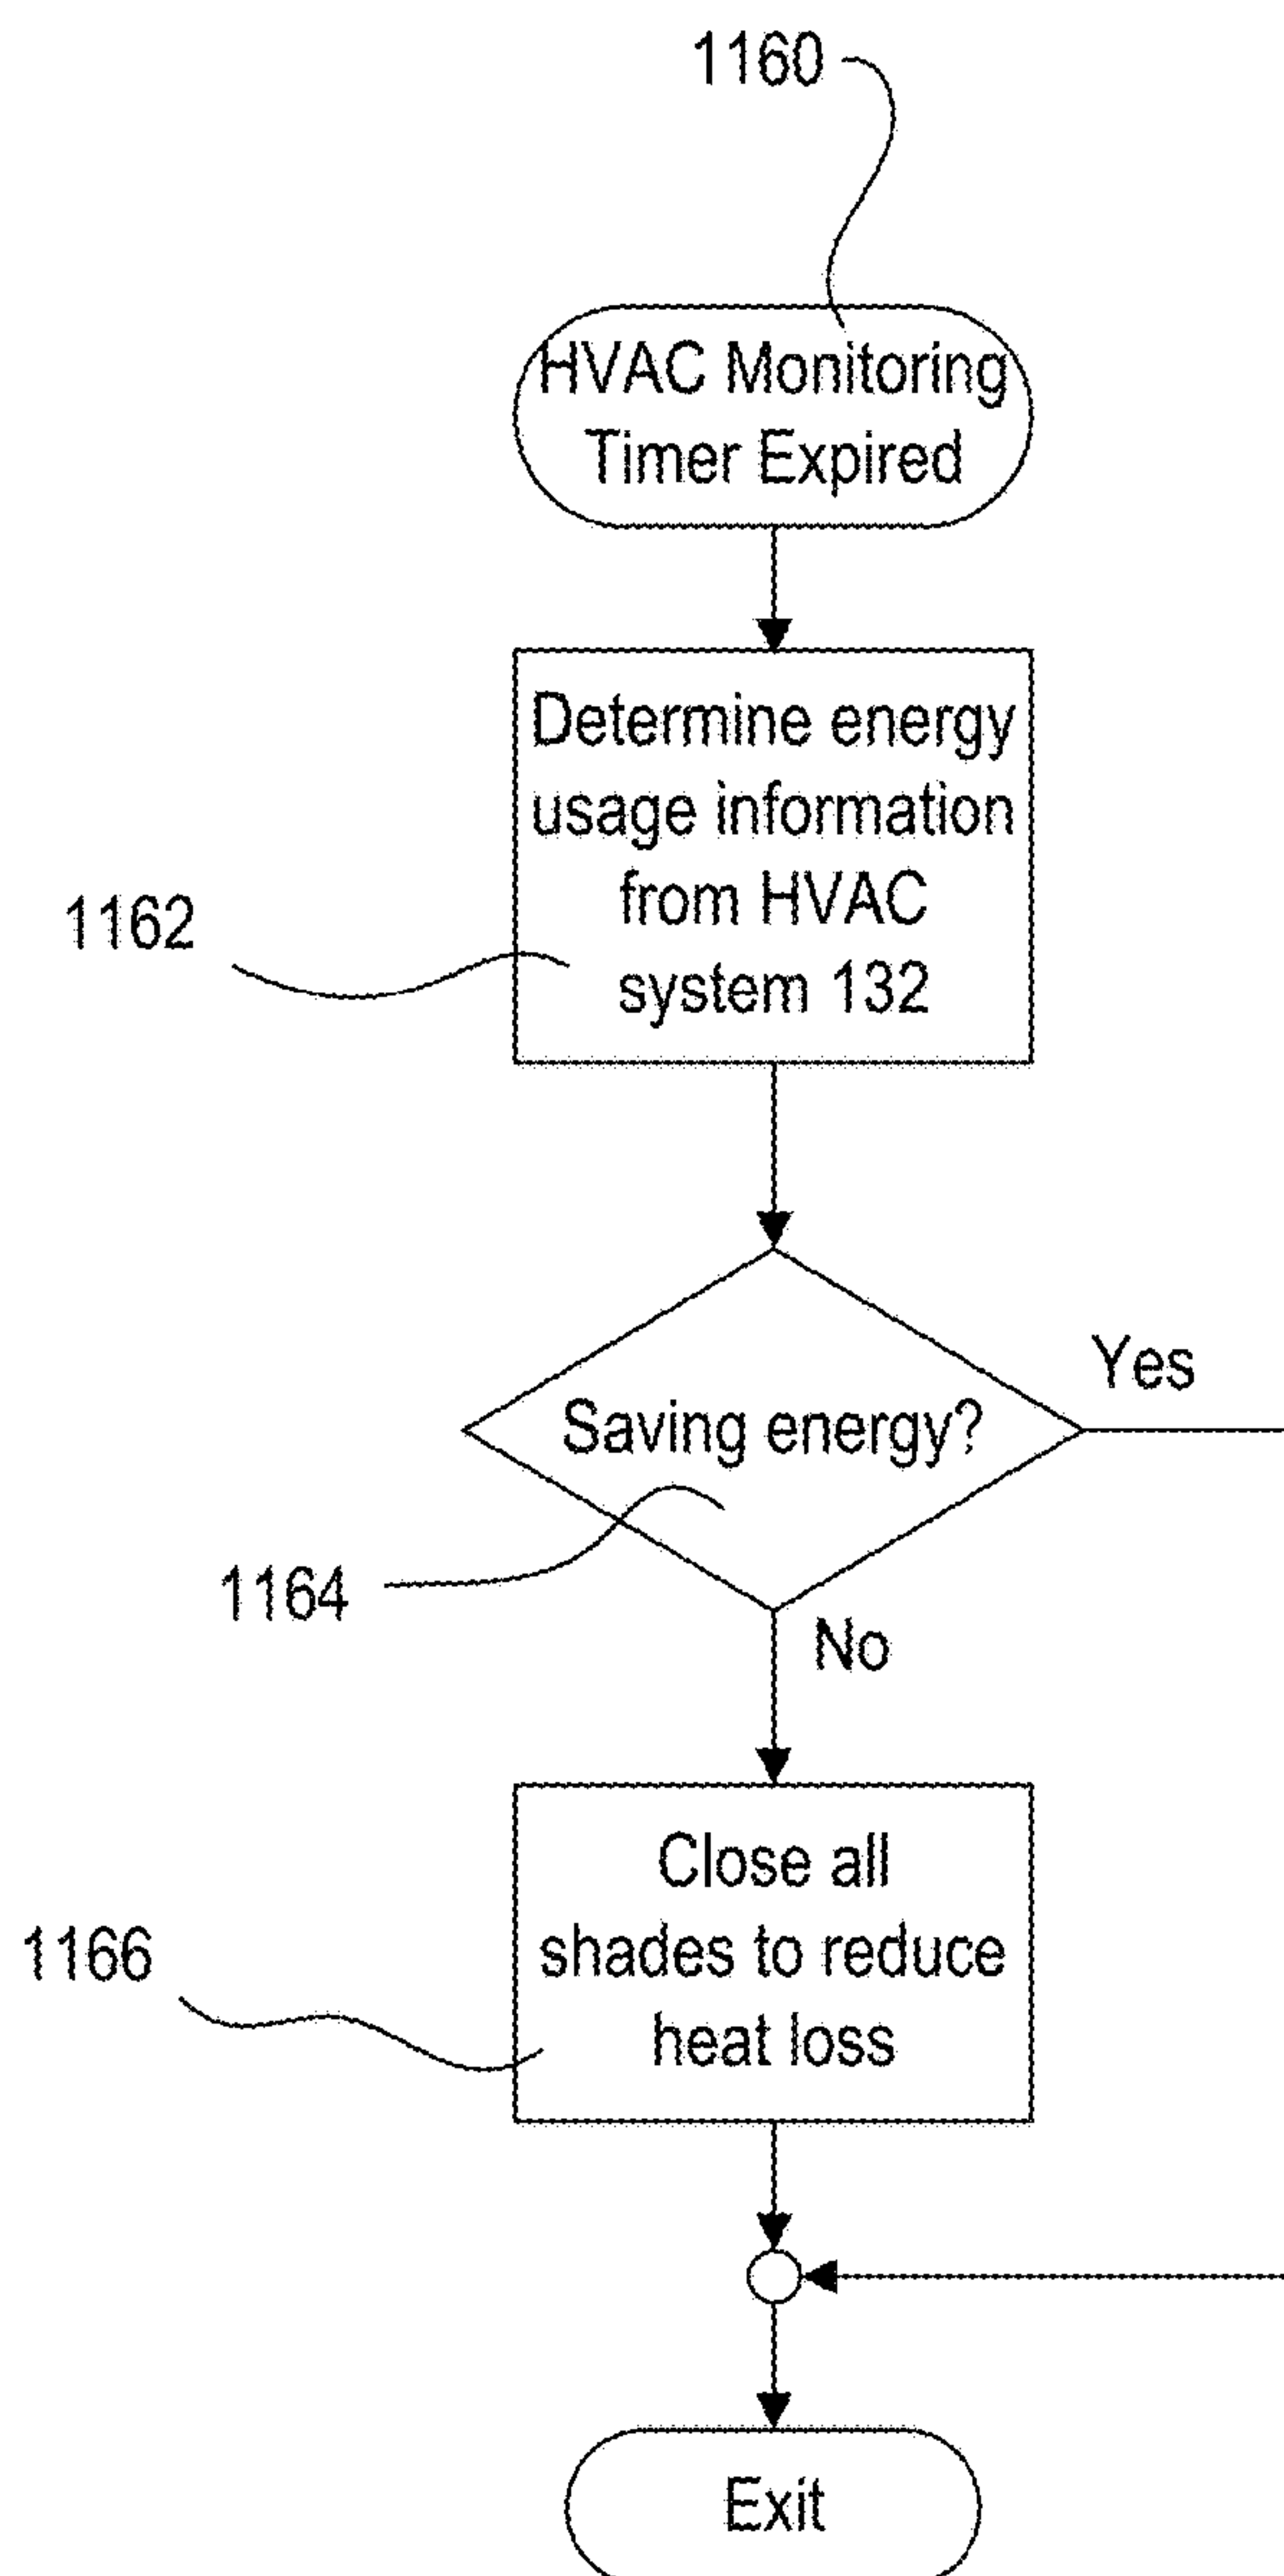 1160
HVAC Monitoring
Timer Expired
Determine energy
usage information
from HVAC
system 132
1162
Saving energy?
Yes
1164
No
Close all
shades to reduce
heat loss
1166
Exit